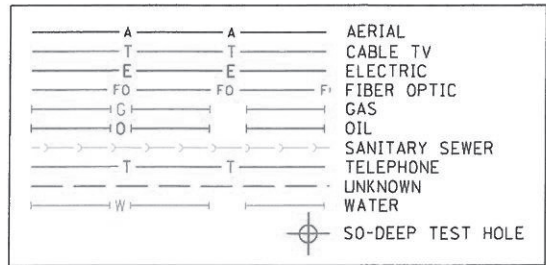 A A AERIAL
T T CABLE TV
E E ELECTRIC
FO FO F FIBER OPTIC
G GAS
O OIL
SANITARY SEWER
T T TELEPHONE
UNKNOWN
W WATER
SO-DEEP TEST HOLE